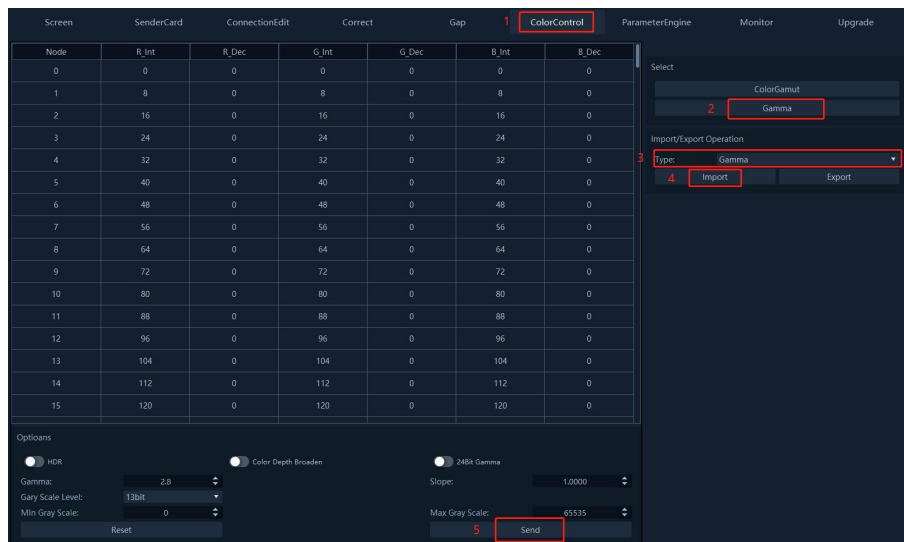 Screen SenderCard ConnectionEdit Correct Gap 1 ColorControl ParameterEngine Monitor Upgrade
Node R_Int R_Dec G_Int G_Dec B_Int B_Dec
0 0 0 0 0 0 0
1 8 0 8 0 8 0
2 16 0 16 0 16 0
3 24 0 24 0 24 0
4 32 0 32 0 32 0
5 40 0 40 0 40 0
6 48 0 48 0 48 0
7 56 0 56 0 56 0
8 64 0 64 0 64 0
9 72 0 72 0 72 0
10 80 0 80 0 80 0
11 88 0 88 0 88 0
12 96 0 96 0 96 0
13 104 0 104 0 104 0
14 112 0 112 0 112 0
15 120 0 120 0 120 0
Select
ColorGamut
2 Gamma
Import/Export Operation
3 Type: Gamma
4 Import Export
Optioans
HDR Color Depth Broaden 24Bit Gamma
Gamma: 2.8 Slope: 1.0000
Gary Scale Level: 13bit
Min Gray Scale: 0 Max Gray Scale: 65535
Reset 5 Send